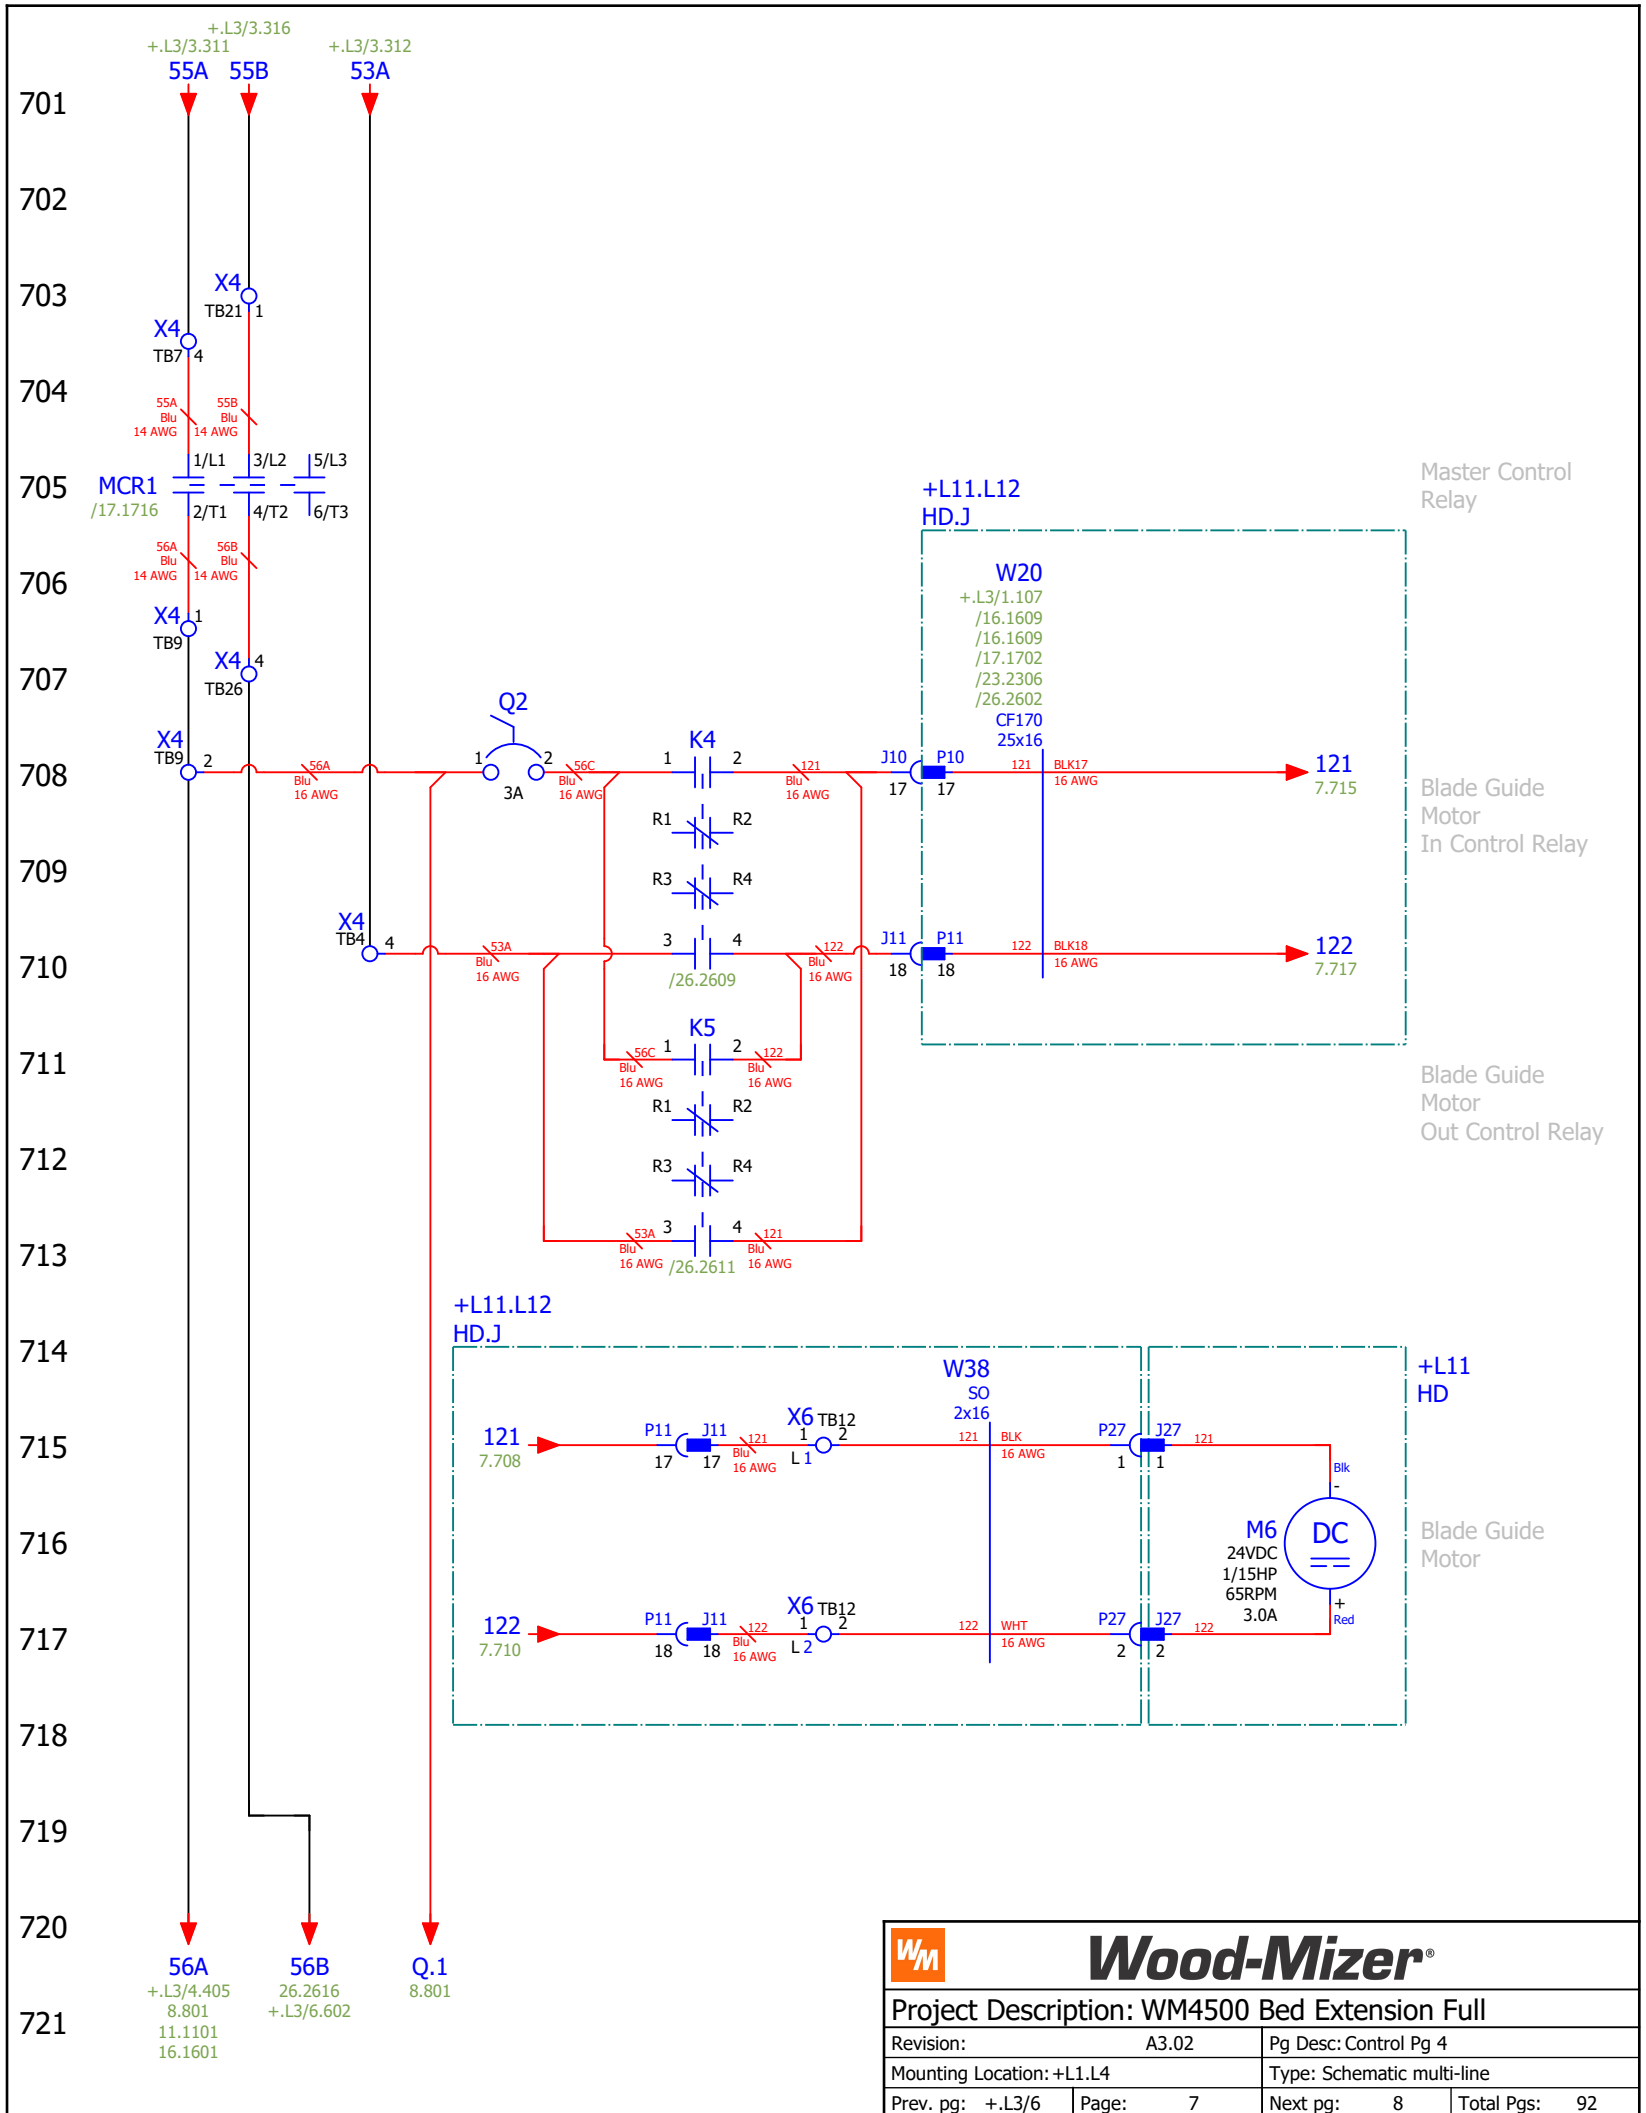 +.L3/3.316
+.L3/3.311
+.L3/3.312
55A 55B 53A
701
702
703
X4
TB21 1
X4
TB7 4
704
55A
Blu
14 AWG
55B
Blu
14 AWG
1/L1 3/L2 5/L3
705
MCR1
/17.1716
2/T1 4/T2 6/T3
+L11.L12
HD.J
Master Control
Relay
56A
Blu
14 AWG
56B
Blu
14 AWG
706
X4 1
TB9
W20
+.L3/1.107
/16.1609
/16.1609
/17.1702
/23.2306
/26.2602
CF170
25x16
707
X4 4
TB26
708
X4
TB9 2
56A
Blu
16 AWG
Q2
1 2
3A
56C
Blu
16 AWG
K4
1 2
121
Blu
16 AWG
J10 P10
17 17
121 BLK17
16 AWG
121
7.715
Blade Guide
Motor
In Control Relay
R1 R2
709
R3 R4
710
X4
TB4 4
53A
Blu
16 AWG
3 4
/26.2609
122
Blu
16 AWG
J11 P11
18 18
122 BLK18
16 AWG
122
7.717
711
K5
56C
Blu
16 AWG
1 2
122
Blu
16 AWG
Blade Guide
Motor
Out Control Relay
R1 R2
712
R3 R4
713
53A
Blu
16 AWG
3 4
/26.2611
121
Blu
16 AWG
+L11.L12
HD.J
714
W38
SO
2x16
+L11
HD
715
121
7.708
P11 J11
17 17
121
Blu
16 AWG
X6 TB12
1 2
L 1
121 BLK
16 AWG
P27 J27
1 1
121
Blk
-
716
M6
24VDC
1/15HP
65RPM
3.0A
DC
Blade Guide
Motor
+
Red
717
122
7.710
P11 J11
18 18
122
Blu
16 AWG
X6 TB12
1 2
L 2
122 WHT
16 AWG
P27 J27
2 2
122
718
719
720
56A
+.L3/4.405
8.801
11.1101
16.1601
56B
26.2616
+.L3/6.602
Q.1
8.801
721
WM
Wood-Mizer®
Project Description: WM4500 Bed Extension Full
Revision: A3.02 Pg Desc: Control Pg 4
Mounting Location: +L1.L4 Type: Schematic multi-line
Prev. pg: +.L3/6 Page: 7 Next pg: 8 Total Pgs: 92